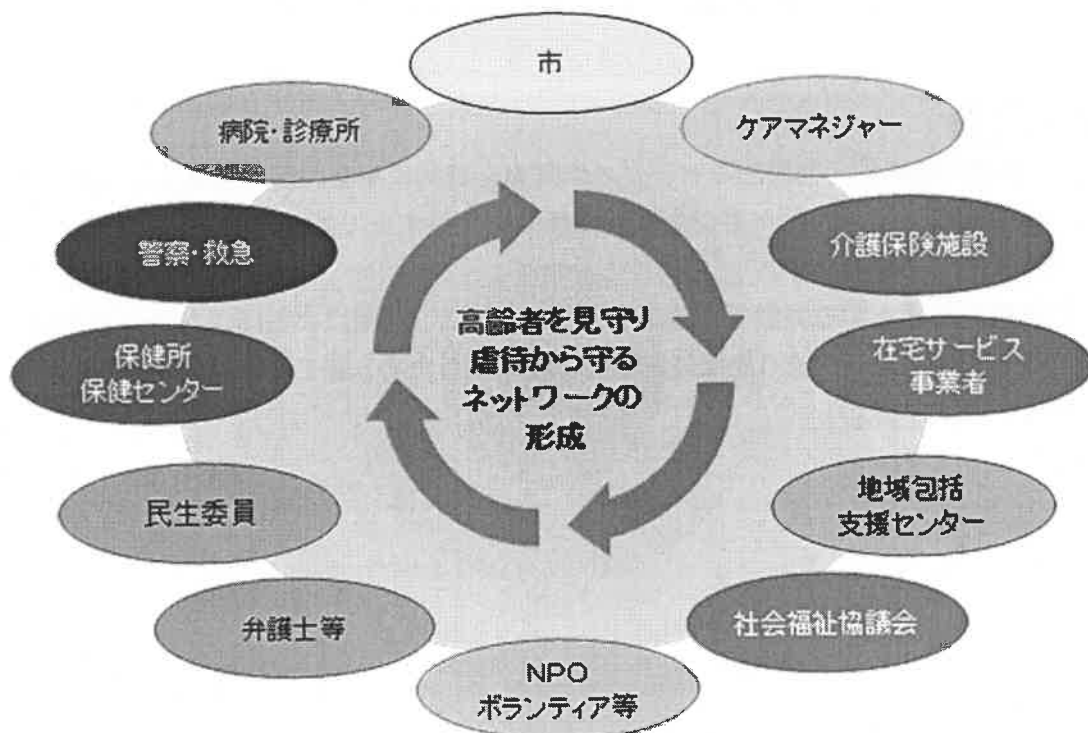 市
ケアマネジャー
介護保険施設
在宅サービス
事業者
地域包括
支援センター
社会福祉協議会
NPO
ボランティア等
弁護士等
民生委員
保健所
保健センター
警察・救急
病院・診療所
高齢者を見守り
虐待から守る
ネットワークの
形成